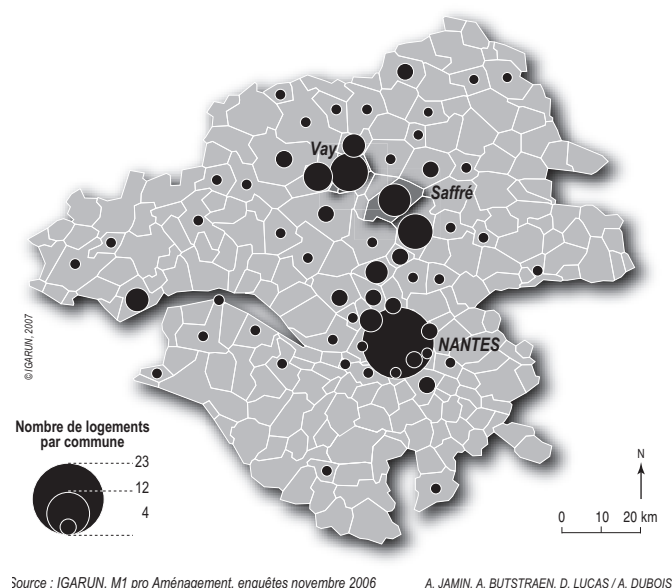 Vay
Saffré
NANTES
© IGARUN, 2007
Nombre de logements
par commune
23
12
4
N
0 10 20 km
Source : IGARUN, M1 pro Aménagement, enquêtes novembre 2006
A. JAMIN, A. BUTSTRAEN, D. LUCAS / A. DUBOIS